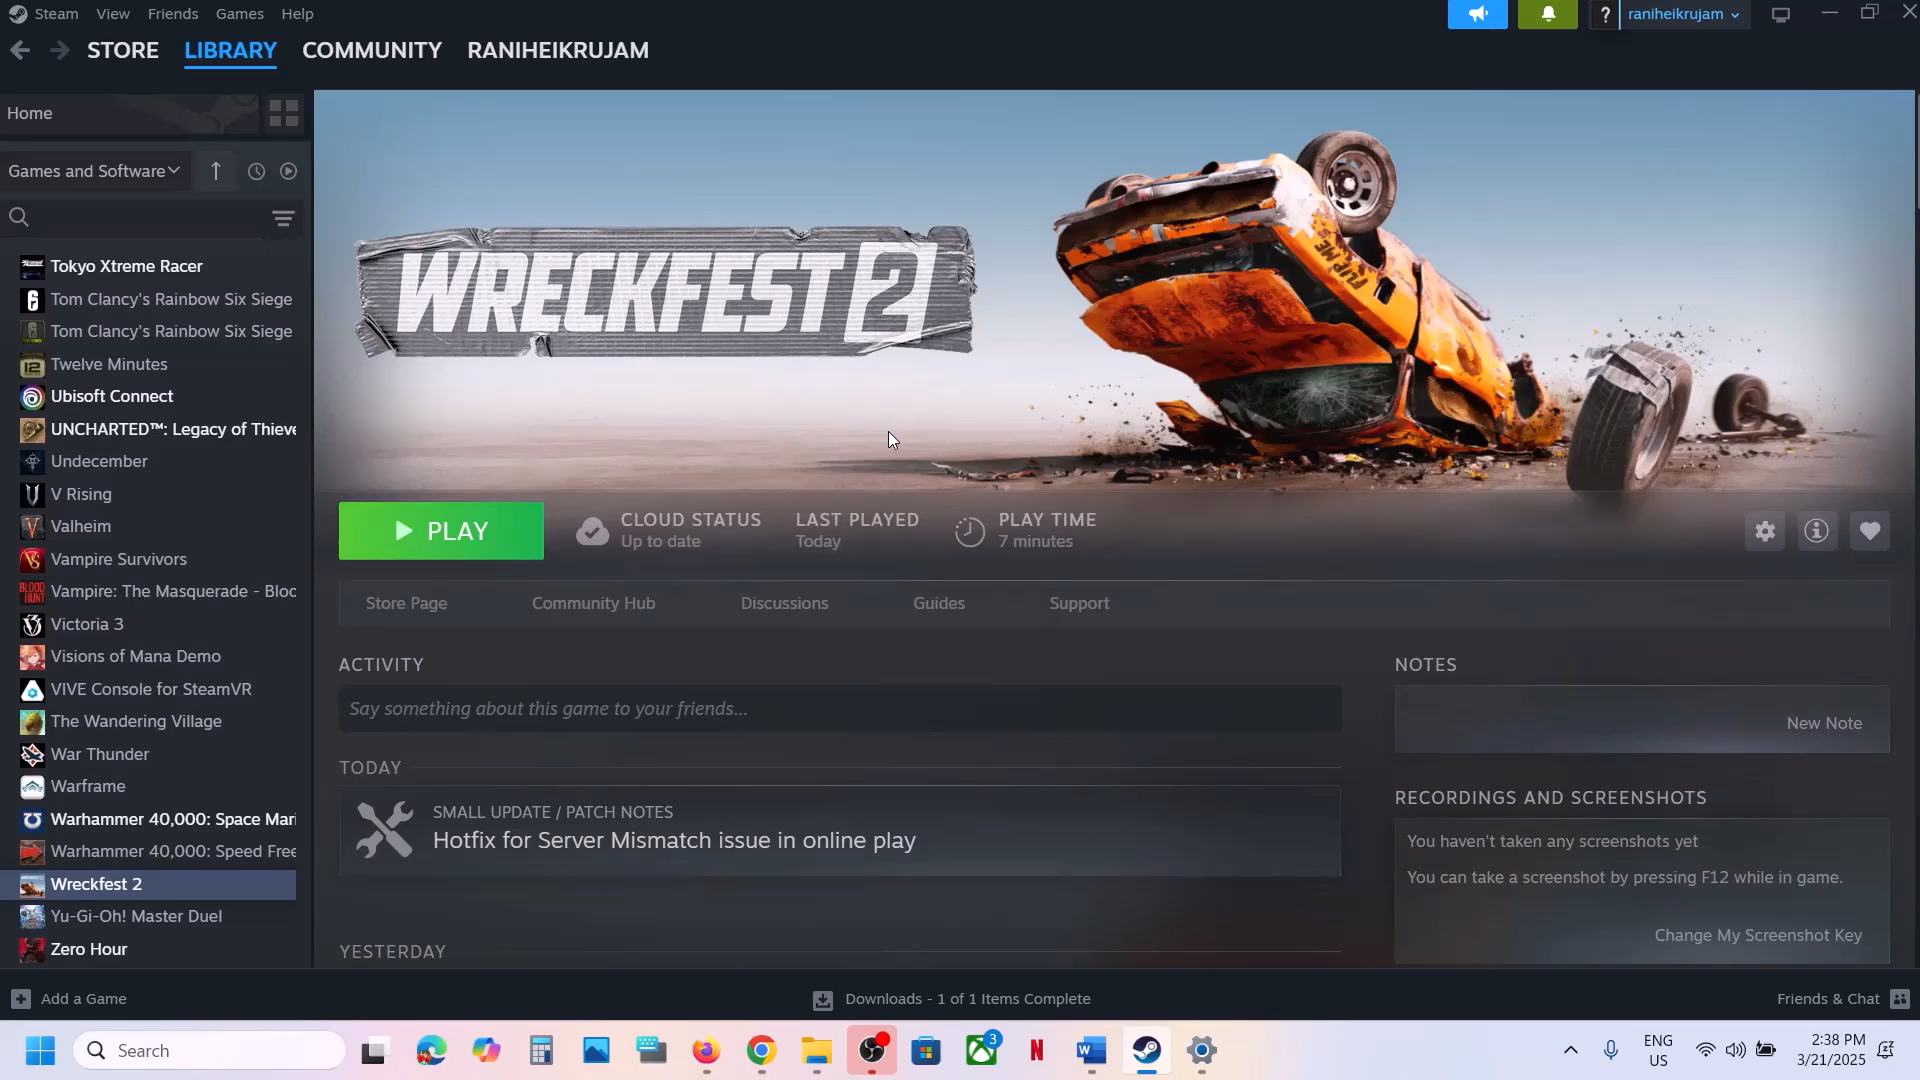 Steam View Friends Games Help
? raniheikrujam
STORE LIBRARY COMMUNITY RANIHEIKRUJAM
Home
Games and Software
WRECKFEST 2
FLIP ME
Tokyo Xtreme Racer
Tom Clancy's Rainbow Six Siege
Tom Clancy's Rainbow Six Siege
Twelve Minutes
Ubisoft Connect
UNCHARTED™: Legacy of Thieve
Undecember
V Rising
Valheim
Vampire Survivors
Vampire: The Masquerade - Bloc
Victoria 3
Visions of Mana Demo
VIVE Console for SteamVR
The Wandering Village
War Thunder
Warframe
Warhammer 40,000: Space Mari
Warhammer 40,000: Speed Free
Wreckfest 2
Yu-Gi-Oh! Master Duel
Zero Hour
PLAY
CLOUD STATUS
Up to date
LAST PLAYED
Today
PLAY TIME
7 minutes
Store Page Community Hub Discussions Guides Support
ACTIVITY
Say something about this game to your friends...
TODAY
SMALL UPDATE / PATCH NOTES
Hotfix for Server Mismatch issue in online play
YESTERDAY
NOTES
New Note
RECORDINGS AND SCREENSHOTS
You haven't taken any screenshots yet
You can take a screenshot by pressing F12 while in game.
Change My Screenshot Key
Add a Game
Downloads - 1 of 1 Items Complete
Friends & Chat
Search
3
ENG
US
2:38 PM
3/21/2025